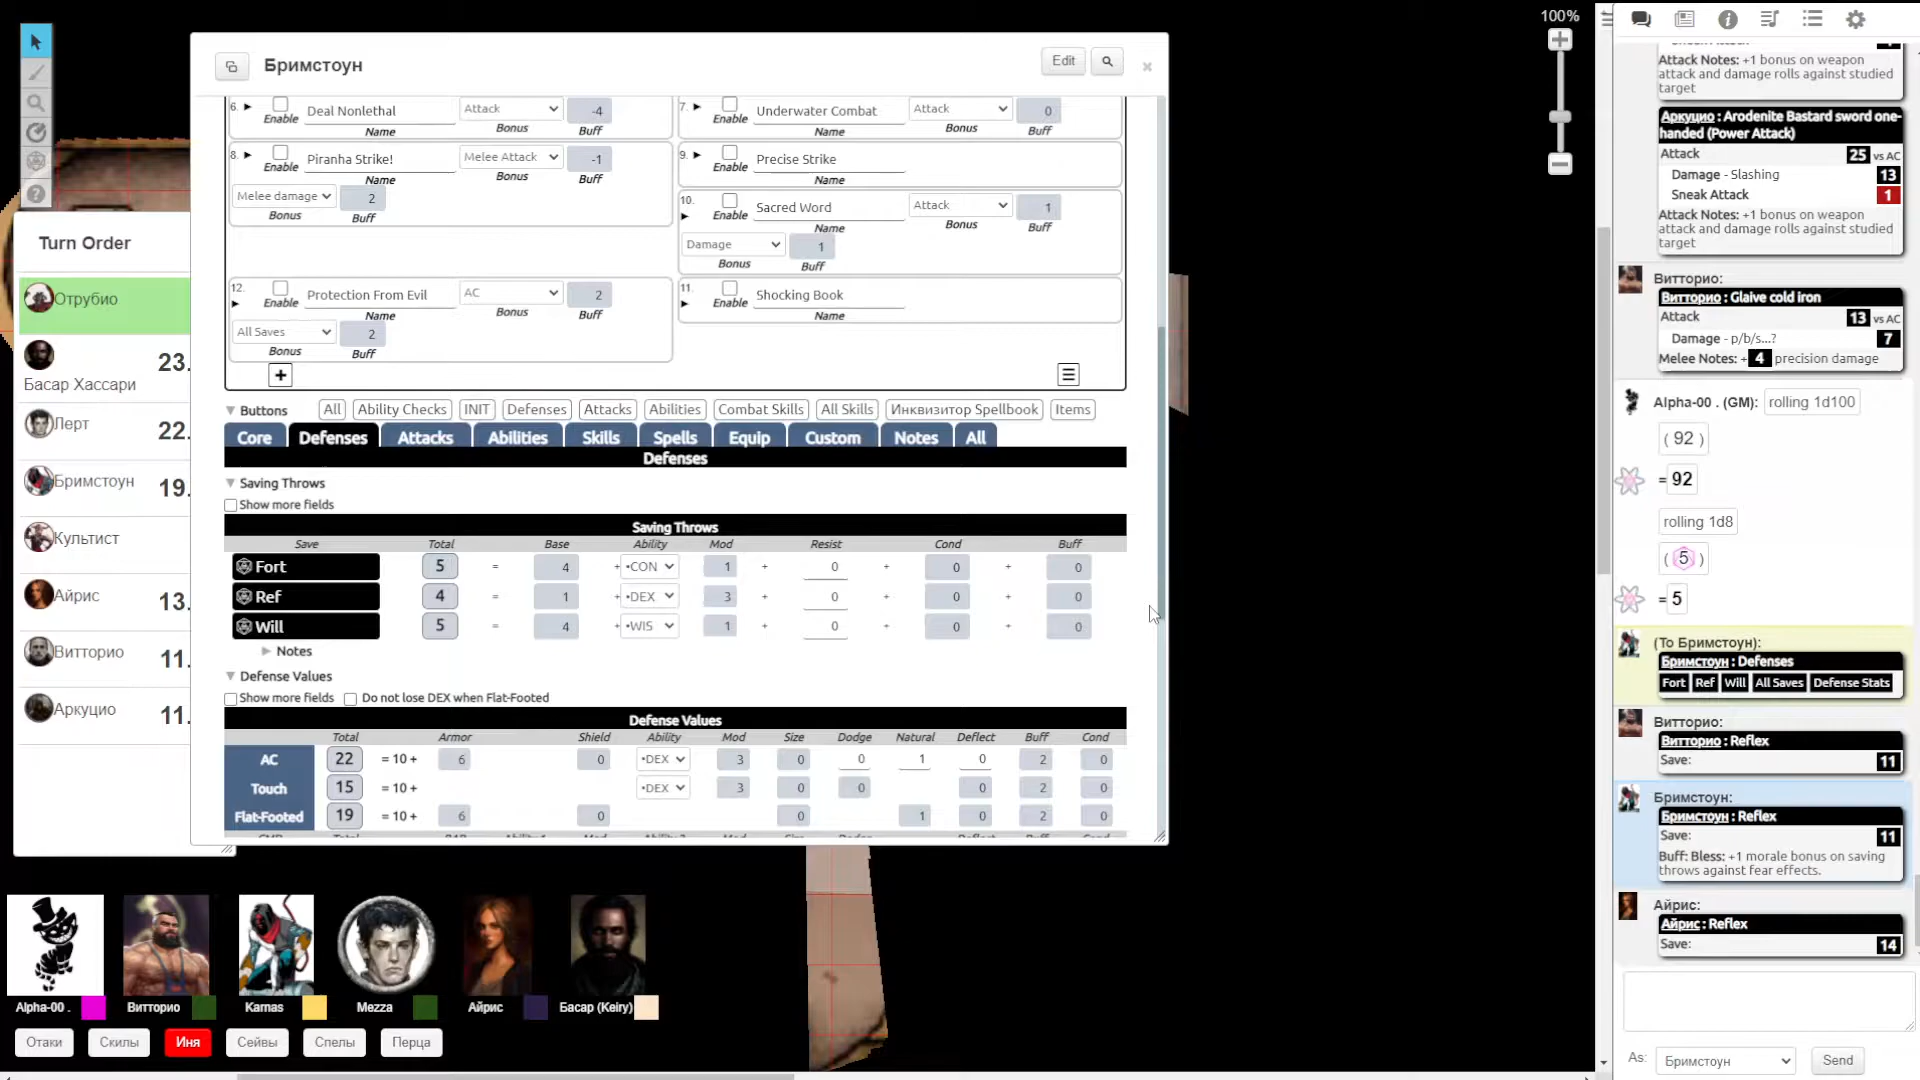 100%
Бримстоун
Edit
6.
Enable
Deal Nonlethal
Name
Attack
Bonus
-4
Buff
7.
Enable
Underwater Combat
Name
Attack
Bonus
0
Buff
8.
Enable
Piranha Strike!
Name
Melee Attack
Bonus
-1
Buff
Melee damage
Bonus
2
Buff
9.
Enable
Precise Strike
Name
10.
Enable
Sacred Word
Name
Attack
Bonus
1
Buff
Damage
Bonus
1
Buff
12.
Enable
Protection From Evil
Name
AC
Bonus
2
Buff
All Saves
Bonus
2
Buff
11.
Enable
Shocking Book
Name
Buttons All Ability Checks INIT Defenses Attacks Abilities Combat Skills All Skills Инквизитор Spellbook Items
Core Defenses Attacks Abilities Skills Spells Equip Custom Notes All
Defenses
Saving Throws
Show more fields
Saving Throws
Save Total Base Ability Mod Resist Cond Buff
Fort 5 = 4 + •CON 1 + 0 + 0 + 0
Ref 4 = 1 + •DEX 3 + 0 + 0 + 0
Will 5 = 4 + •WIS 1 + 0 + 0 + 0
Notes
Defense Values
Show more fields Do not lose DEX when Flat-Footed
Defense Values
Total Armor Shield Ability Mod Size Dodge Natural Deflect Buff Cond
AC 22 = 10 + 6 0 •DEX 3 0 0 1 0 2 0
Touch 15 = 10 + •DEX 3 0 0 0 2 0
Flat-Footed 19 = 10 + 6 0 0 1 0 2 0
Turn Order
Отрубио
Басар Хассари 23.
Лерт 22.
Бримстоун 19.
Культист
Айрис 13.
Витторио 11.
Аркуцио 11.
Alpha-00 .
Витторио
Kamas
Mezza
Айрис
Басар (Keiry)
Отаки Скилы Иня Сейвы Спелы Перца
Attack Notes: +1 bonus on weapon
attack and damage rolls against studied
target
Аркуцио : Arodenite Bastard sword one-
handed (Power Attack)
Attack 25 vs AC
Damage - Slashing 13
Sneak Attack 1
Attack Notes: +1 bonus on weapon
attack and damage rolls against studied
target
Витторио:
Витторио : Glaive cold iron
Attack 13 vs AC
Damage - p/b/s...? 7
Melee Notes: + 4 precision damage
Alpha-00 . (GM): rolling 1d100
( 92 )
= 92
rolling 1d8
( 5 )
= 5
(To Бримстоун):
Бримстоун : Defenses
Fort Ref Will All Saves Defense Stats
Витторио:
Витторио : Reflex
Save: 11
Бримстоун:
Бримстоун : Reflex
Save: 11
Buff: Bless: +1 morale bonus on saving
throws against fear effects.
Айрис:
Айрис : Reflex
Save: 14
As: Бримстоун Send